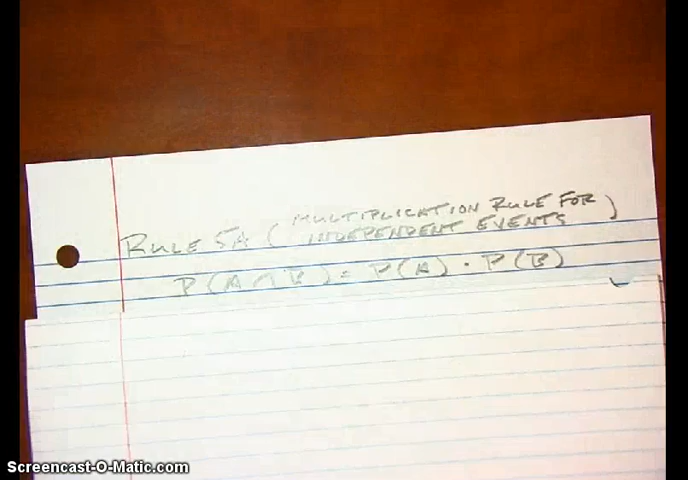 RULE 5A (MULTIPLICATION RULE FOR
INDEPENDENT EVENTS)
P(A∩B) = P(A) · P(B)
Screencast-O-Matic.com